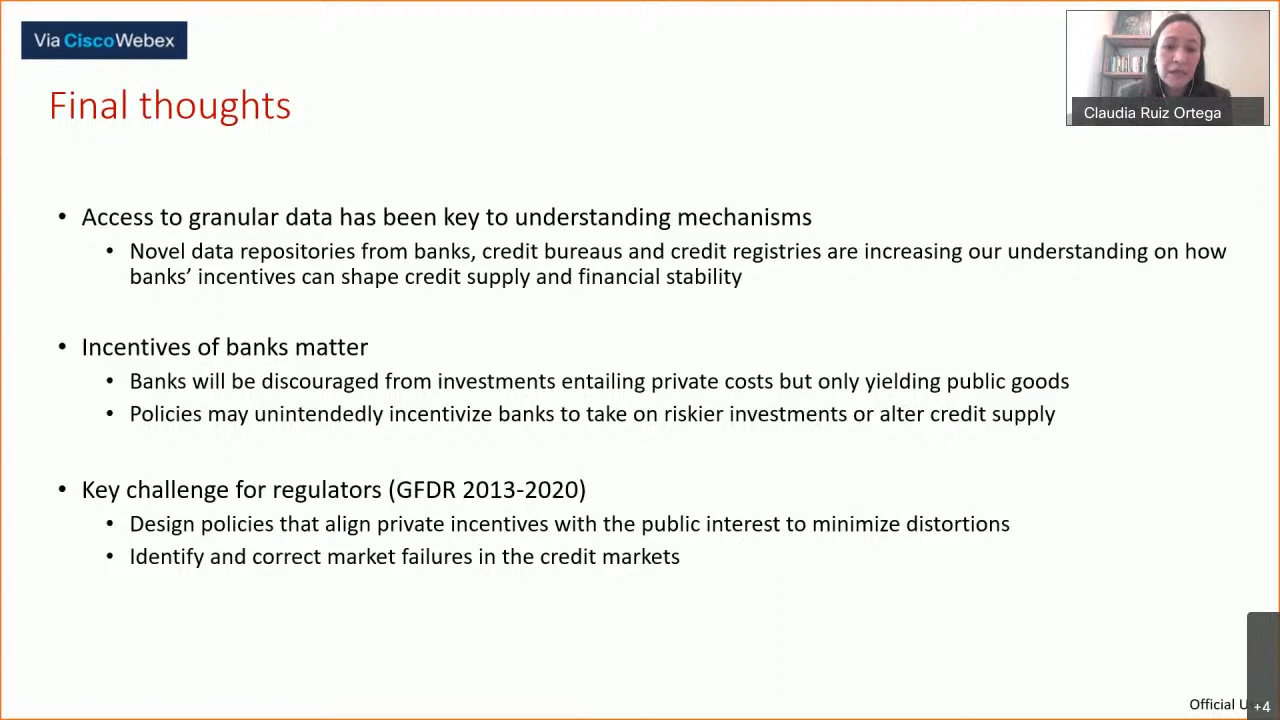 Via CiscoWebex
Claudia Ruiz Ortega
Final thoughts
• Access to granular data has been key to understanding mechanisms
• Novel data repositories from banks, credit bureaus and credit registries are increasing our understanding on how
banks’ incentives can shape credit supply and financial stability
• Incentives of banks matter
• Banks will be discouraged from investments entailing private costs but only yielding public goods
• Policies may unintendedly incentivize banks to take on riskier investments or alter credit supply
• Key challenge for regulators (GFDR 2013-2020)
• Design policies that align private incentives with the public interest to minimize distortions
• Identify and correct market failures in the credit markets
Official
+4